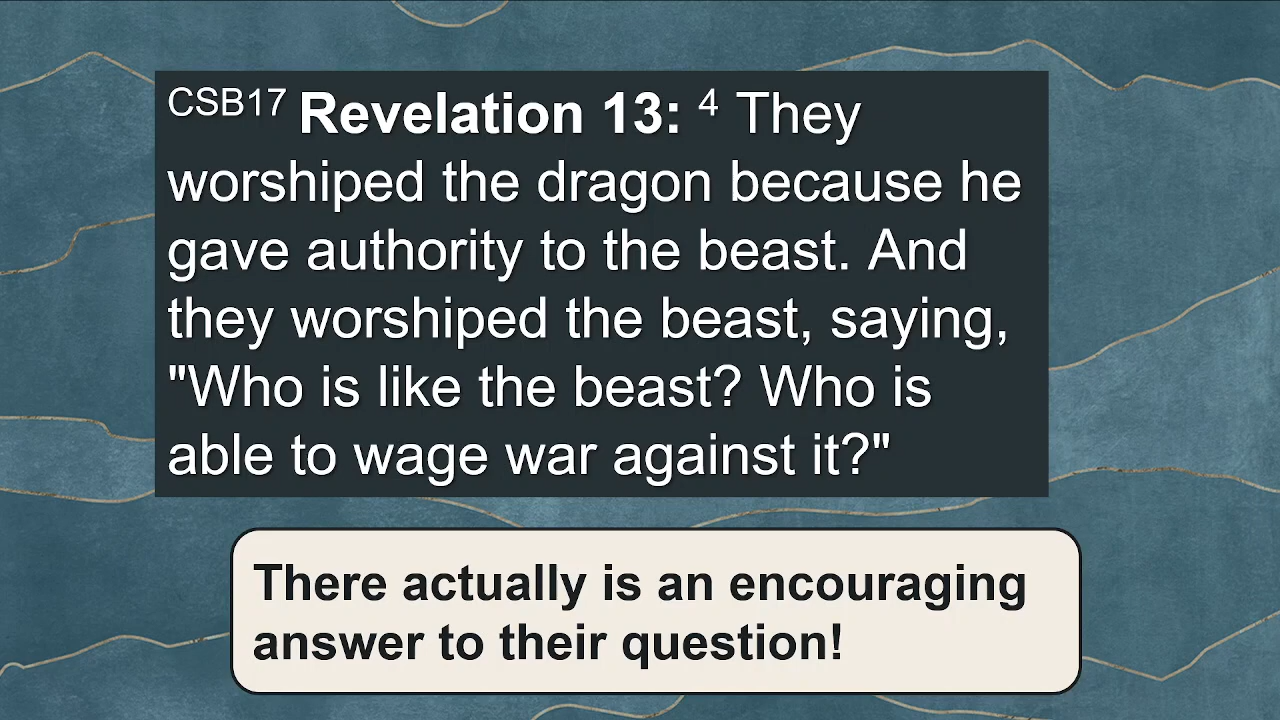 CSB17 Revelation 13: 4 They
worshiped the dragon because he
gave authority to the beast. And
they worshiped the beast, saying,
"Who is like the beast? Who is
able to wage war against it?"
There actually is an encouraging
answer to their question!